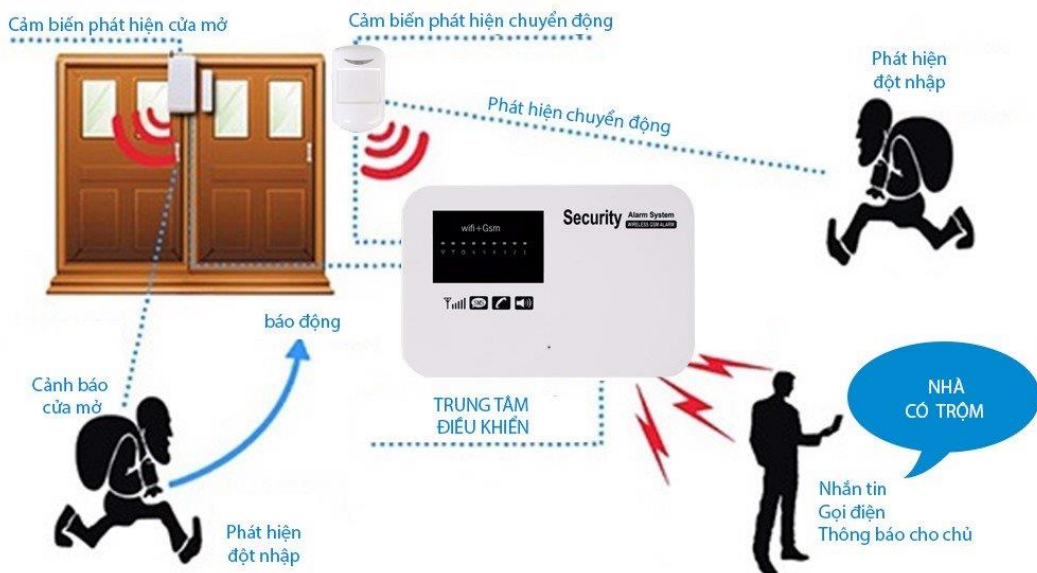 Cảm biến phát hiện cửa mở
Cảm biến phát hiện chuyển động
Phát hiện
đột nhập
Phát hiện chuyển động
Security Alarm System
WIRELESS GSM ALARM
wifi+Gsm
SMS
báo động
Cảnh báo
cửa mở
TRUNG TÂM
ĐIỀU KHIỂN
NHÀ
CÓ TRỘM
Nhắn tin
Gọi điện
Thông báo cho chủ
Phát hiện
đột nhập